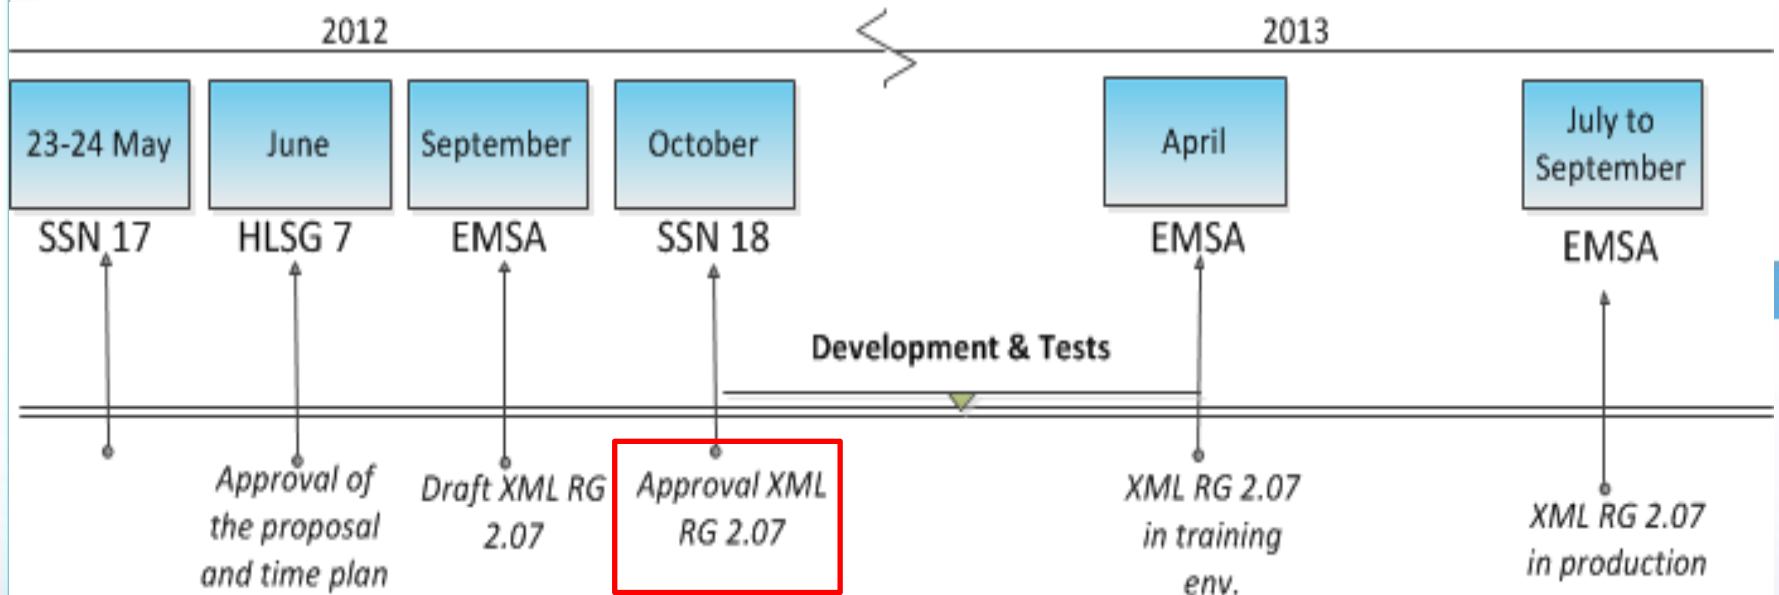 2012
2013
23-24 May
June
September
October
April
July to
September
SSN 17
HLSG 7
EMSA
SSN 18
EMSA
EMSA
Development & Tests
Approval of
the proposal
and time plan
Draft XML RG
2.07
Approval XML
RG 2.07
XML RG 2.07
in training
env.
XML RG 2.07
in production